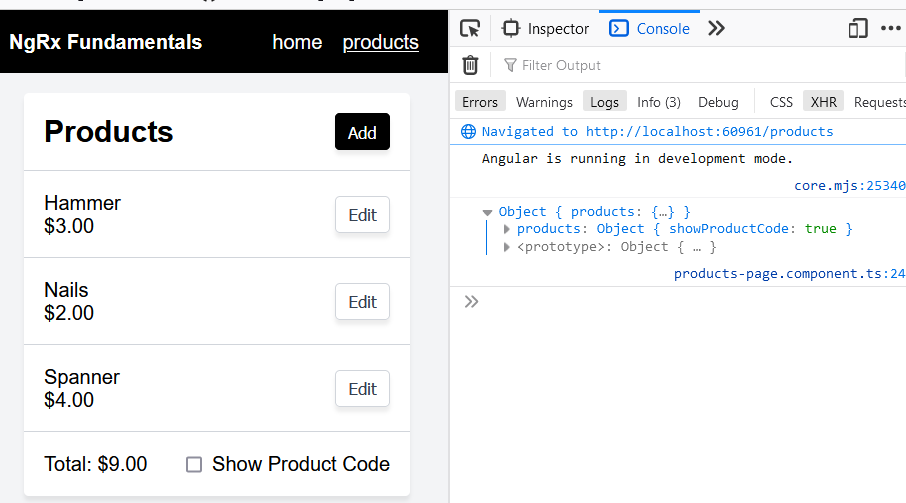 NgRx Fundamentals home products
Products Add
Hammer
$3.00
Edit
Nails
$2.00
Edit
Spanner
$4.00
Edit
Total: $9.00 Show Product Code
Inspector Console
Filter Output
Errors Warnings Logs Info (3) Debug CSS XHR Requests
Navigated to http://localhost:60961/products
Angular is running in development mode.
core.mjs:25340
Object { products: {…} }
products: Object { showProductCode: true }
<prototype>: Object { … }
products-page.component.ts:24